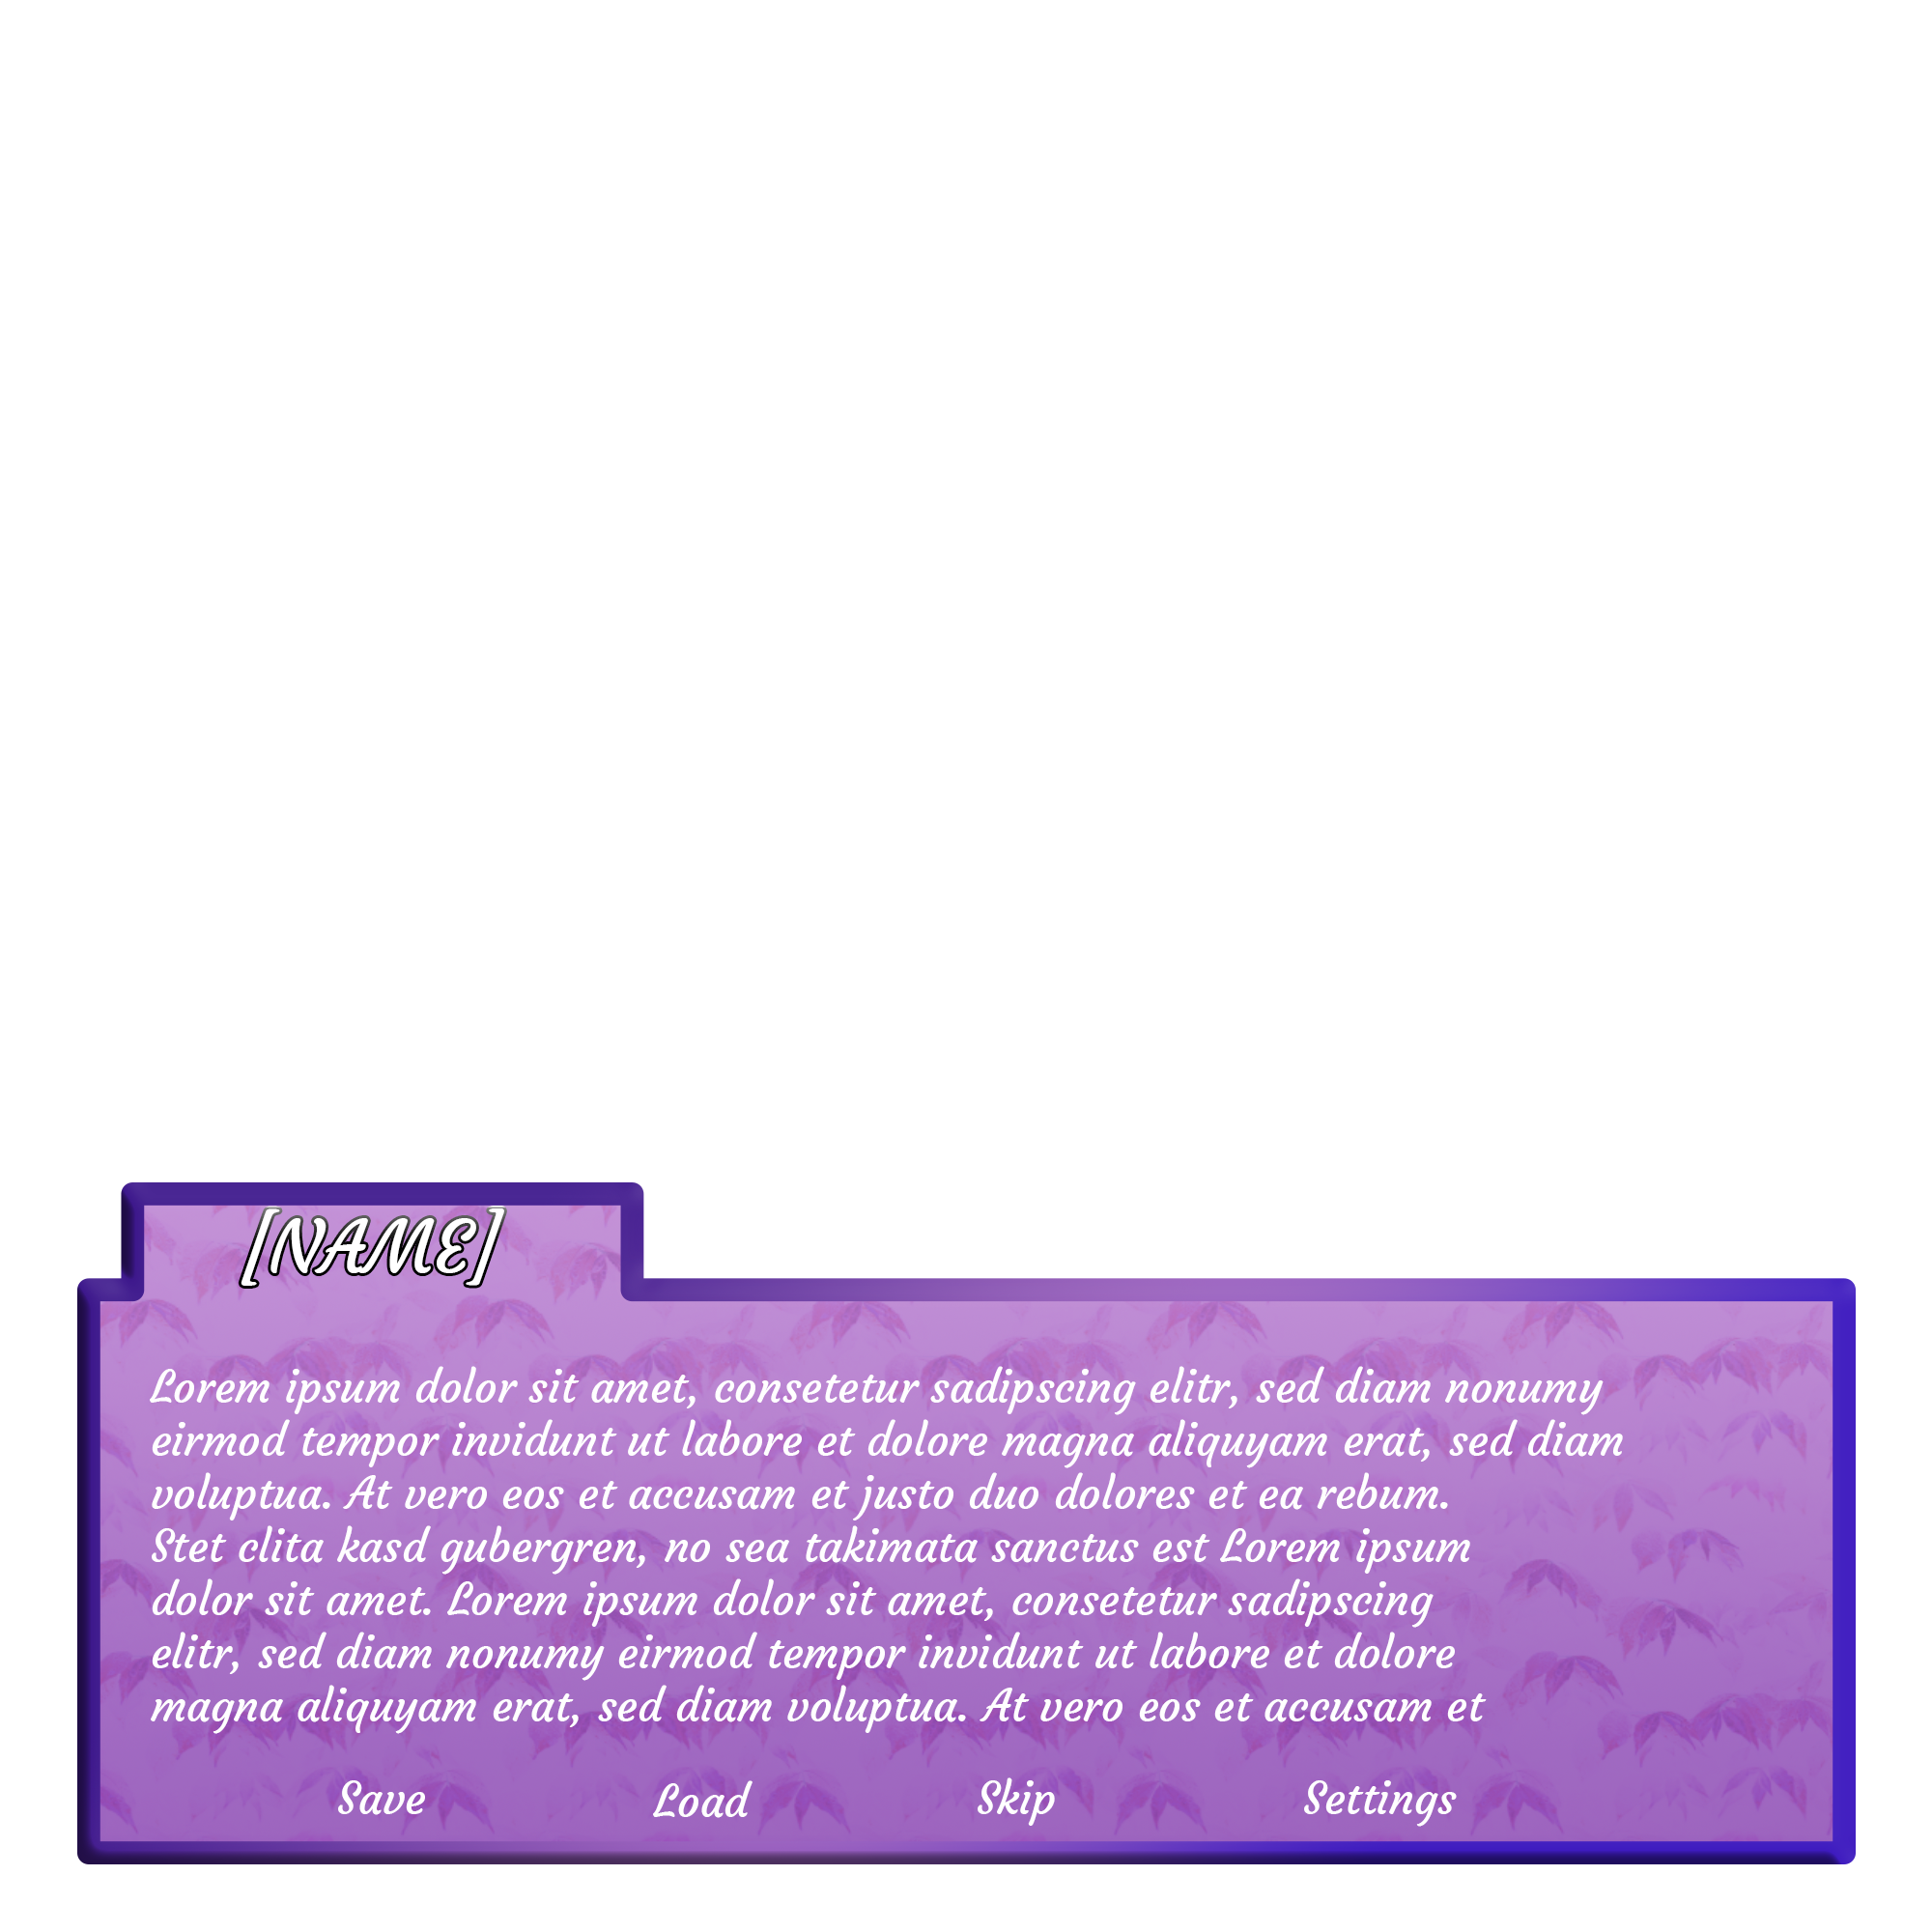 [NAME]
Lorem ipsum dolor sit amet, consetetur sadipscing elitr, sed diam nonumy
eirmod tempor invidunt ut labore et dolore magna aliquyam erat, sed diam
voluptua. At vero eos et accusam et justo duo dolores et ea rebum.
Stet clita kasd gubergren, no sea takimata sanctus est Lorem ipsum
dolor sit amet. Lorem ipsum dolor sit amet, consetetur sadipscing
elitr, sed diam nonumy eirmod tempor invidunt ut labore et dolore
magna aliquyam erat, sed diam voluptua. At vero eos et accusam et
Save Load Skip Settings